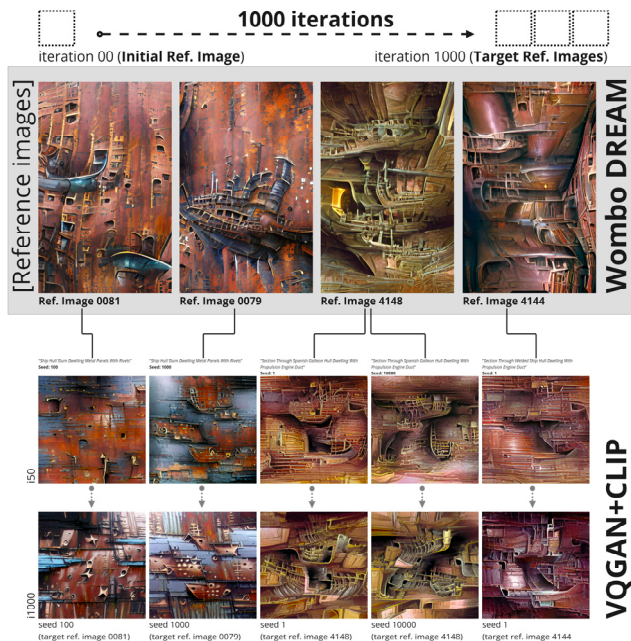 1000 iterations
iteration 00 (Initial Ref. Image)
iteration 1000 (Target Ref. Images)
[Reference images]
Wombo DREAM
Ref. Image 0081
Ref. Image 0079
Ref. Image 4148
Ref. Image 4144
"Ship Hull Slum Dwelling Metal Panels With Rivets"
Seed: 100
"Ship Hull Slum Dwelling Metal Panels With Rivets"
Seed: 1000
"Section Through Spanish Galleon Hull Dwelling With
Propulsion Engine Duct"
Seed: 1
"Section Through Spanish Galleon Hull Dwelling With
Propulsion Engine Duct"
Seed: 10000
"Section Through Welded Ship Hull Dwelling With
Propulsion Engine Duct"
Seed: 1
i50
VQGAN+CLIP
i1000
seed 100
(target ref. image 0081)
seed 1000
(target ref. image 0079)
seed 1
(target ref. image 4148)
seed 10000
(target ref. image 4148)
seed 1
(target ref. image 4144